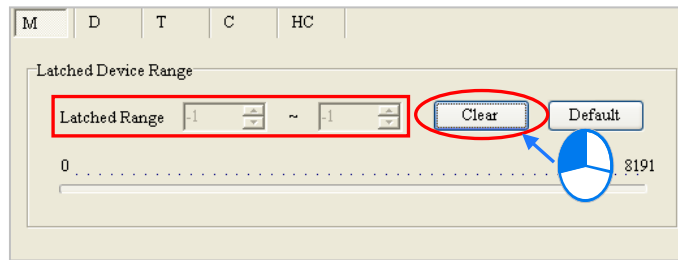 M D T C HC
Latched Device Range
Latched Range -1 ~ -1 Clear Default
0 8191